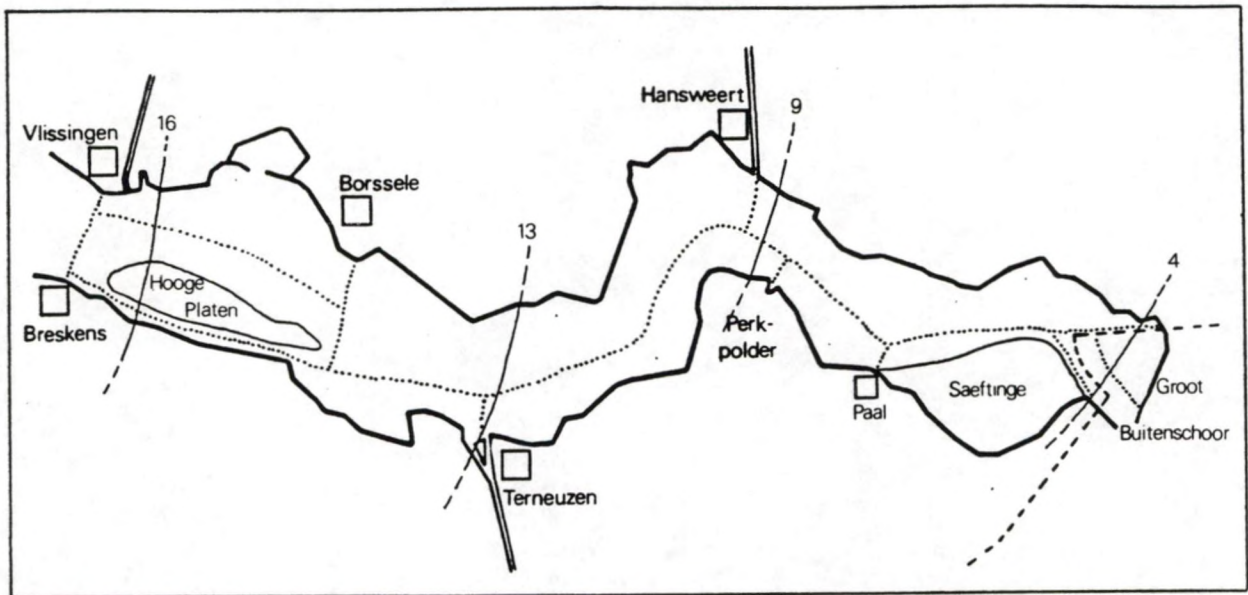 Vlissingen
16
Borssele
Hansweert
9
13
4
Hooge
Platen
Breskens
Perk-
polder
Paal
Saeftinge
Groot
Buitenschoor
Terneuzen